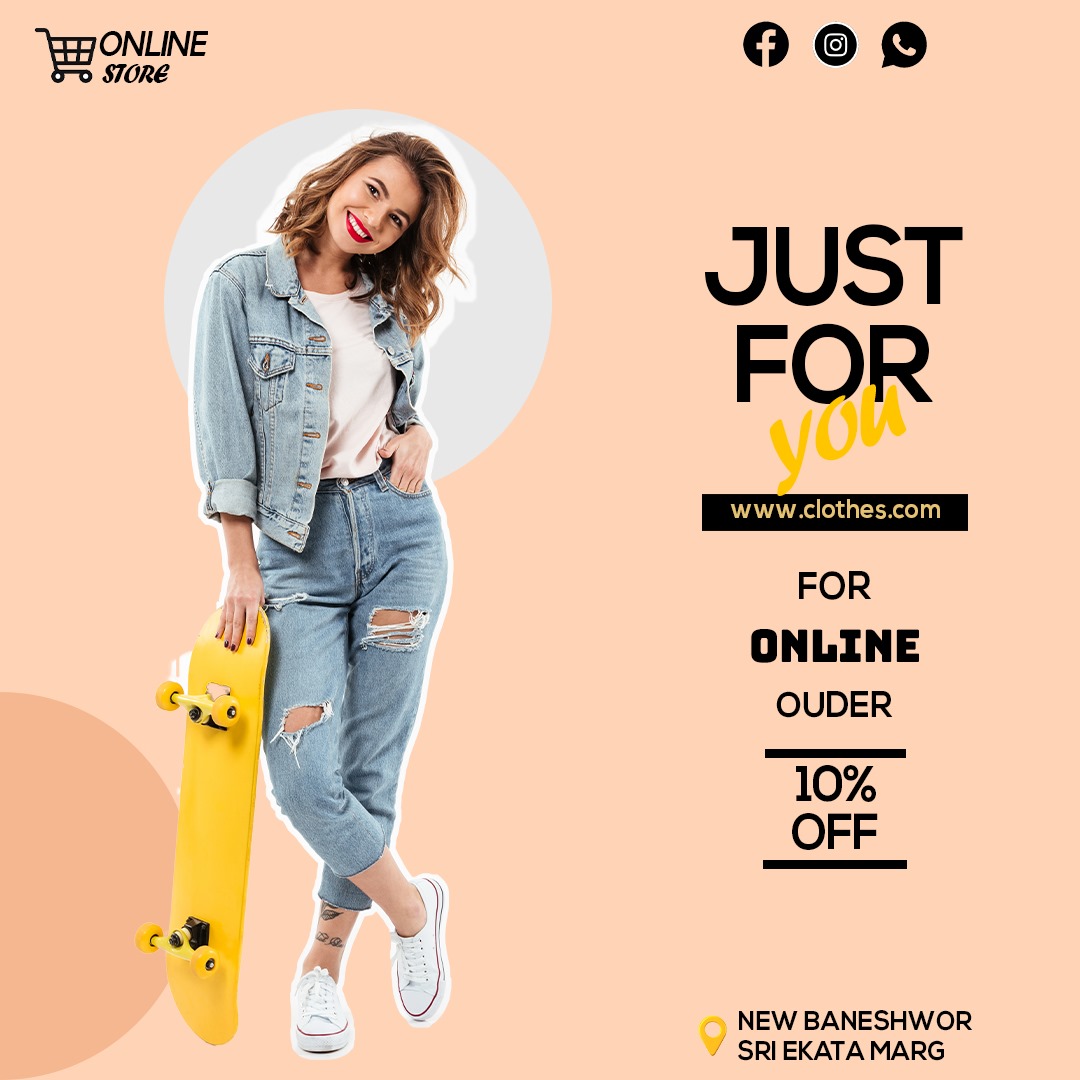 ONLINE
STORE
JUST
FOR
you
www.clothes.com
FOR
ONLINE
OUDER
10%
OFF
NEW BANESHWOR
SRI EKATA MARG